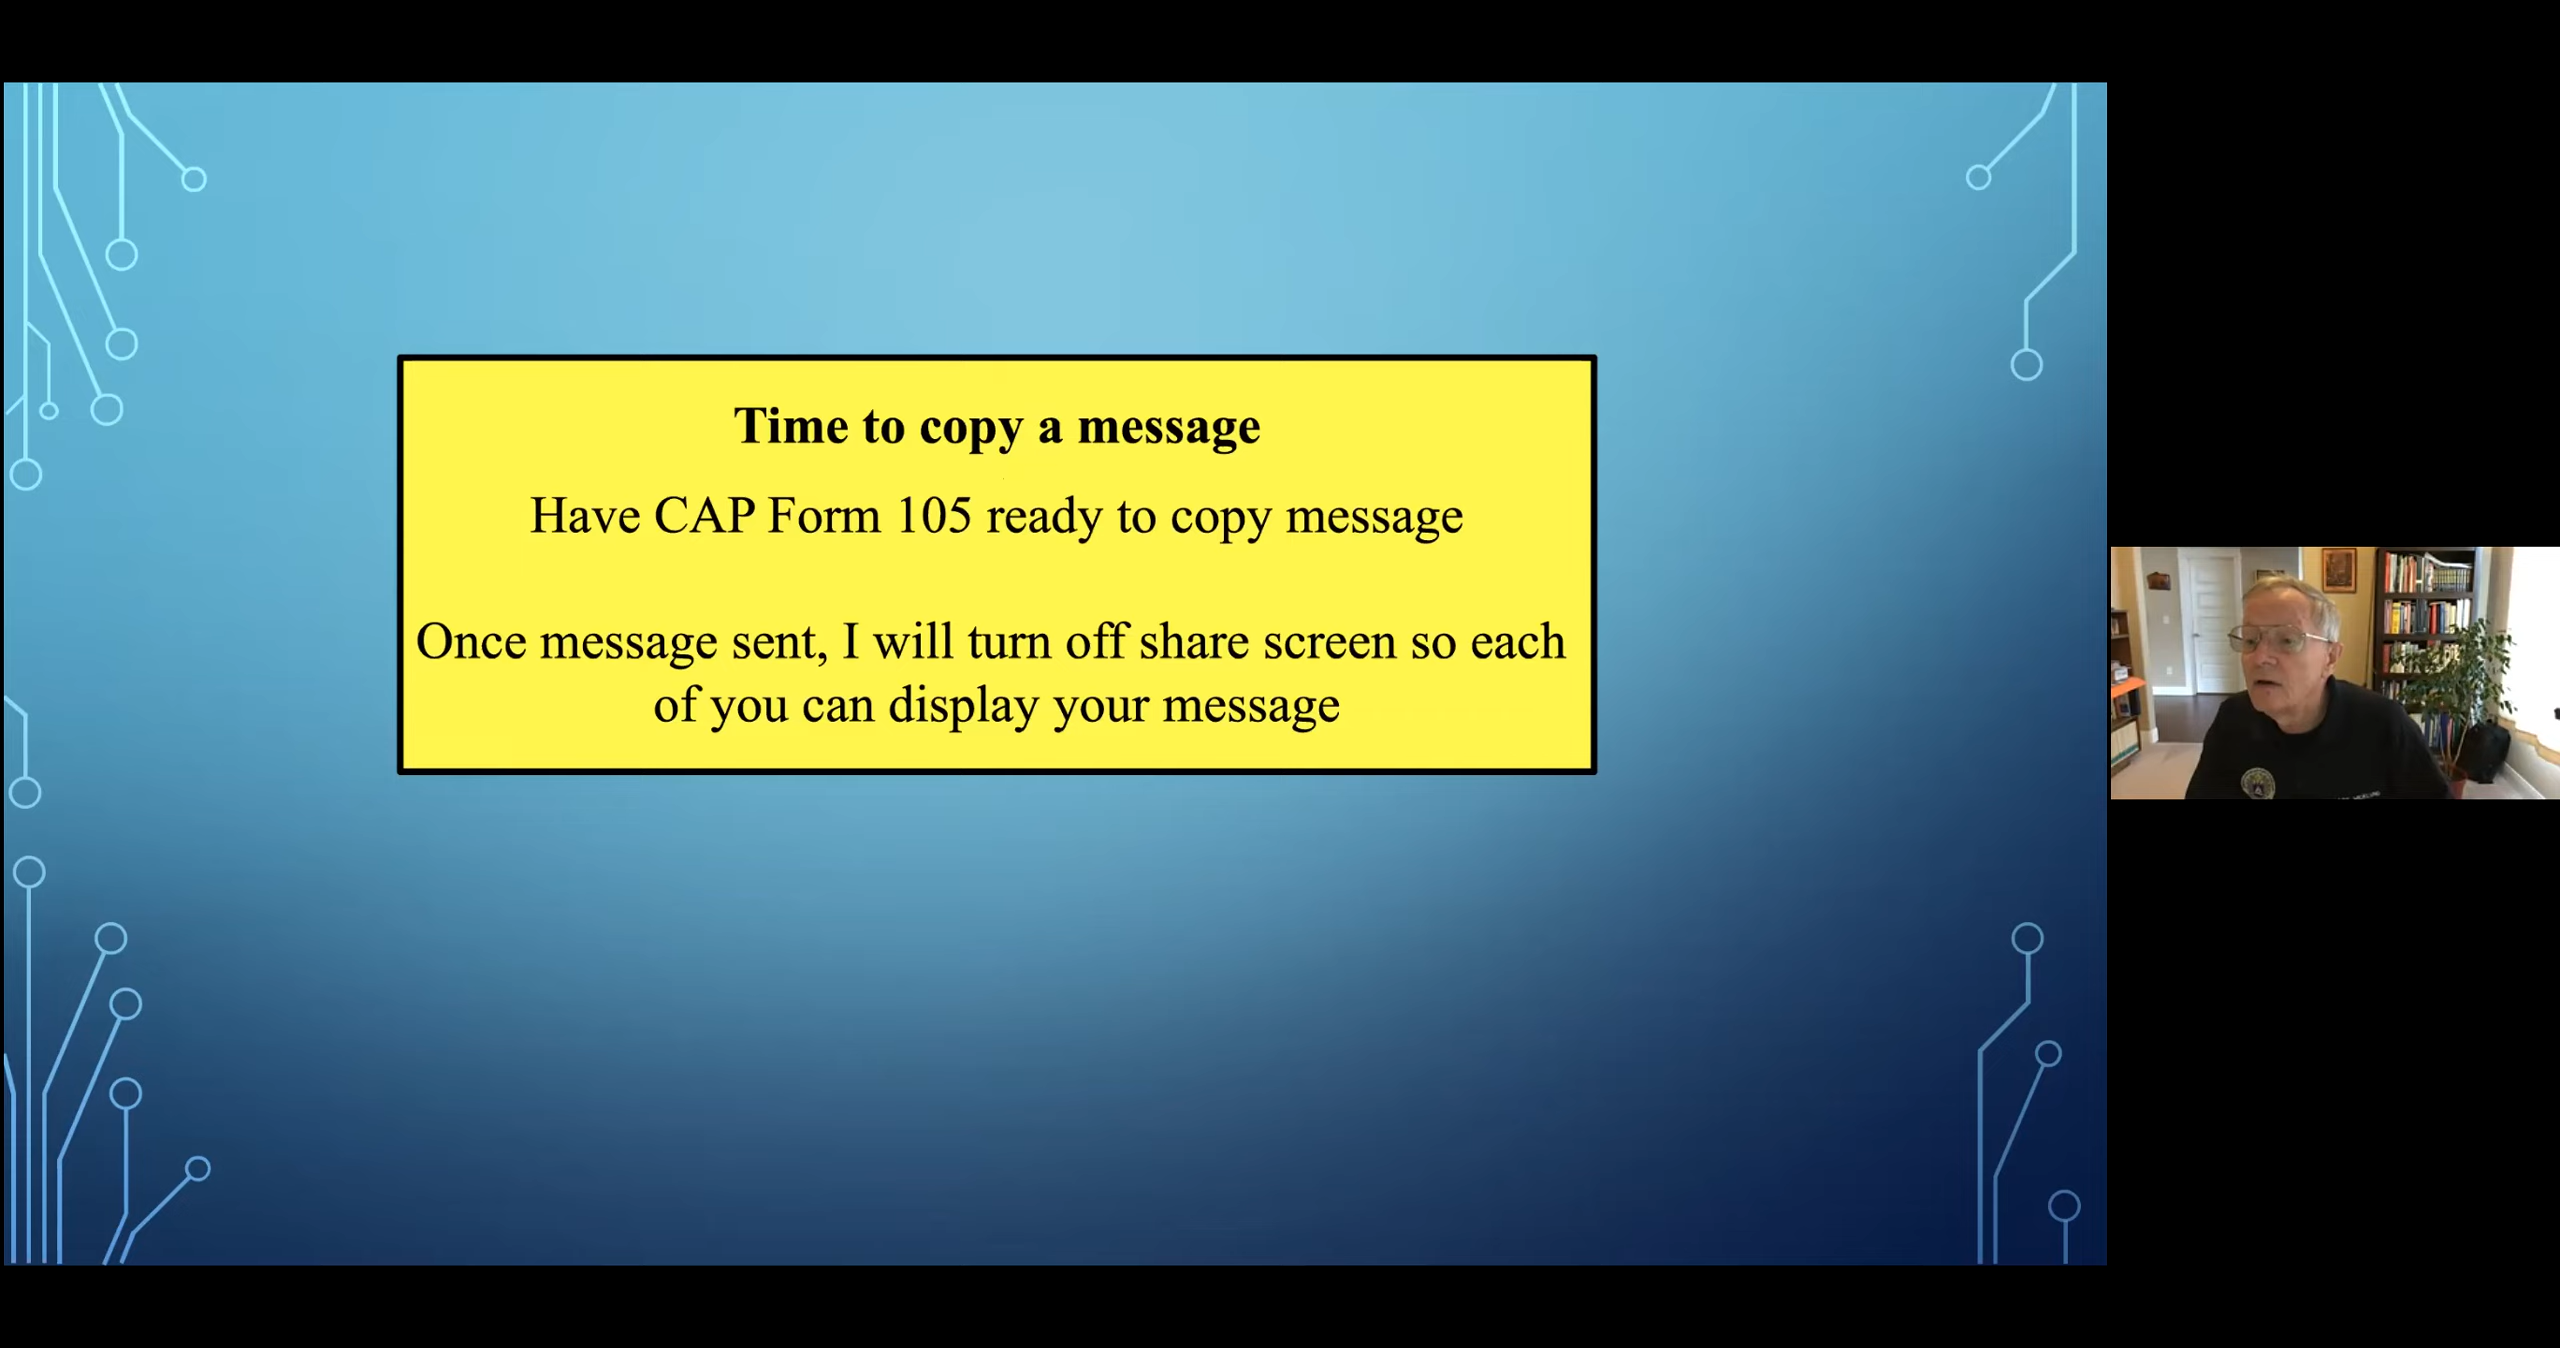 Time to copy a message
Have CAP Form 105 ready to copy message
Once message sent, I will turn off share screen so each
of you can display your message